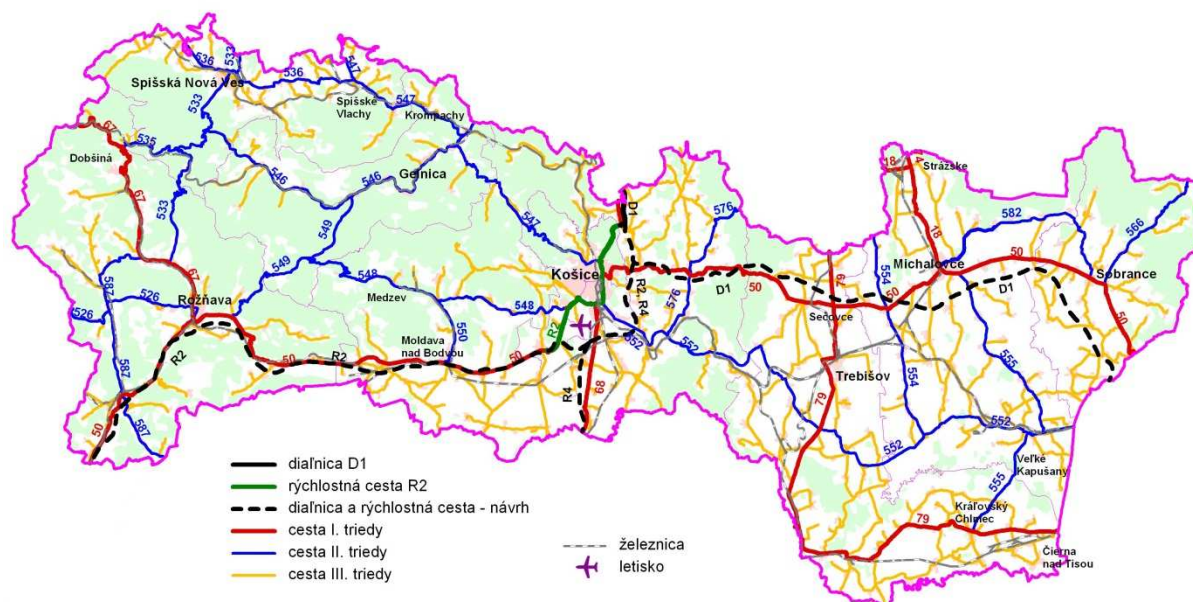 536
533
536
547
Spišská Nová Ves
533
Spišské
Vlachy
547
Krompachy
67
535
Dobšiná
546
546
Gelnica
67
533
549
547
549
548
Medzev
548
550
587
526
526
67
Rožňava
587
587
50
R2
50
R2
Moldava
nad Bodvou
50
R2
Košice
D1
R2, R4
576
576
D1
50
552
552
R4
68
18
74
Strážske
18
582
566
79
554
Michalovce
50
50
D1
Sobrance
50
Sečovce
Trebišov
79
554
555
552
552
Veľké
Kapušany
555
Kráľovský
Chlmec
79
Čierna
nad Tisou
diaľnica D1
rýchlostná cesta R2
diaľnica a rýchlostná cesta - návrh
cesta I. triedy
cesta II. triedy
cesta III. triedy
železnica
letisko